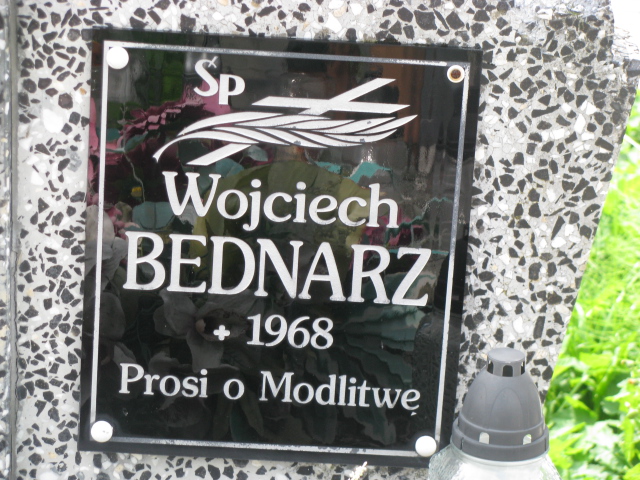 ŚP
Wojciech
BEDNARZ
+ 1968
Prosi o Modlitwę